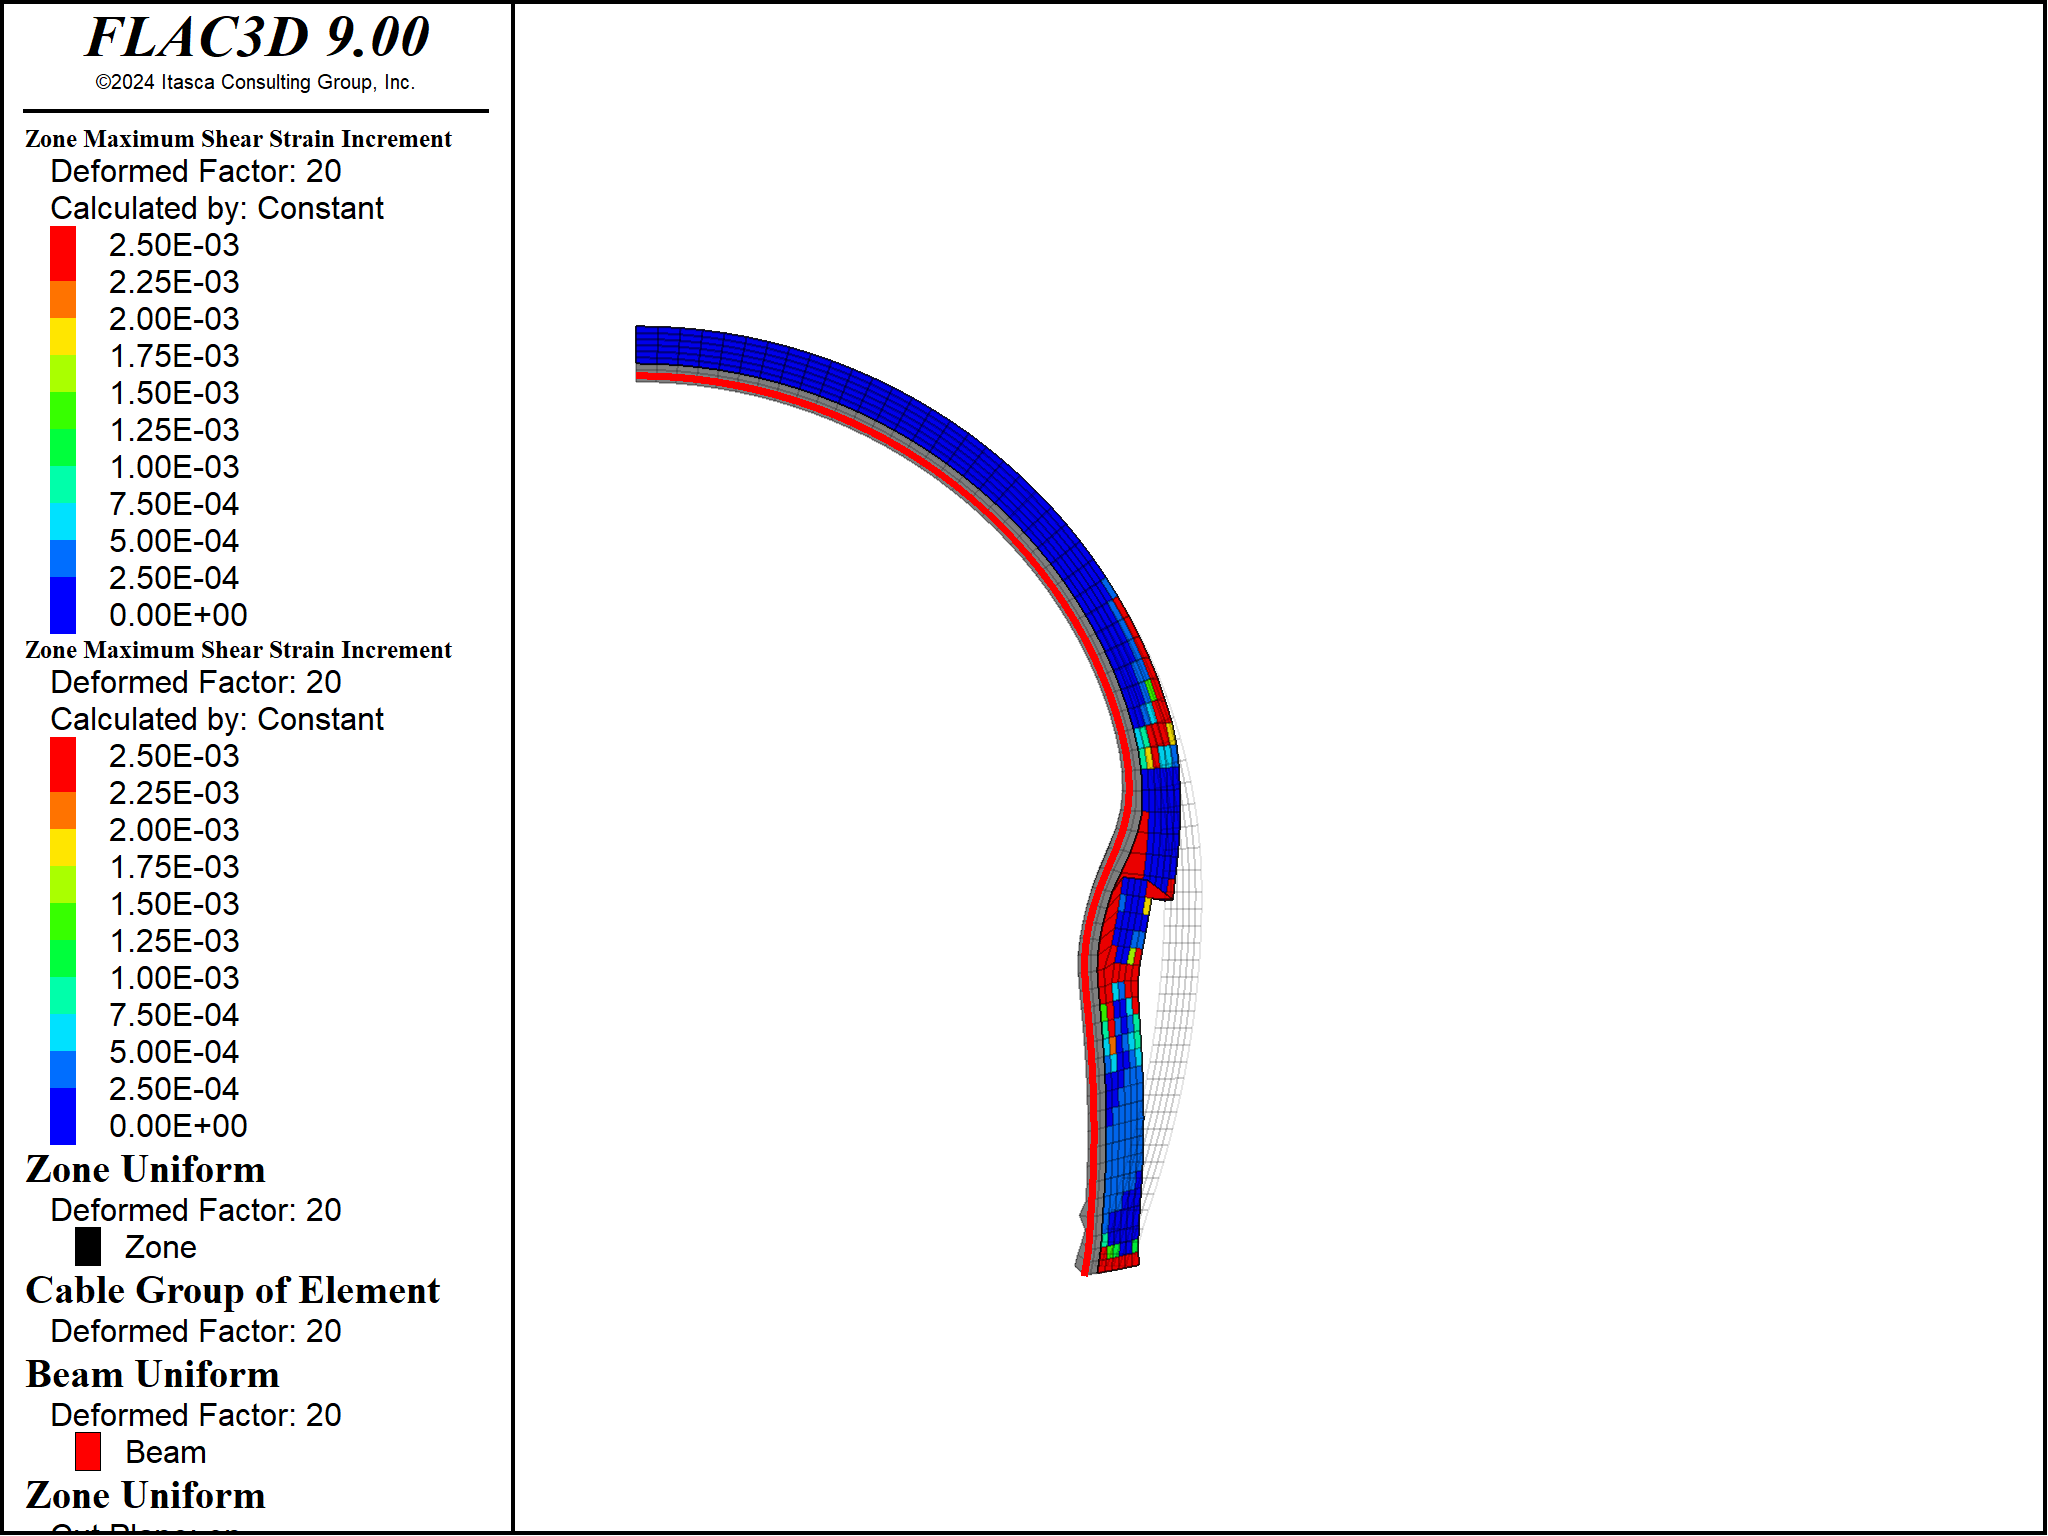 FLAC3D 9.00
©2024 Itasca Consulting Group, Inc.
Zone Maximum Shear Strain Increment
Deformed Factor: 20
Calculated by: Constant
2.50E-03
2.25E-03
2.00E-03
1.75E-03
1.50E-03
1.25E-03
1.00E-03
7.50E-04
5.00E-04
2.50E-04
0.00E+00
Zone Maximum Shear Strain Increment
Deformed Factor: 20
Calculated by: Constant
2.50E-03
2.25E-03
2.00E-03
1.75E-03
1.50E-03
1.25E-03
1.00E-03
7.50E-04
5.00E-04
2.50E-04
0.00E+00
Zone Uniform
Deformed Factor: 20
Zone
Cable Group of Element
Deformed Factor: 20
Beam Uniform
Deformed Factor: 20
Beam
Zone Uniform